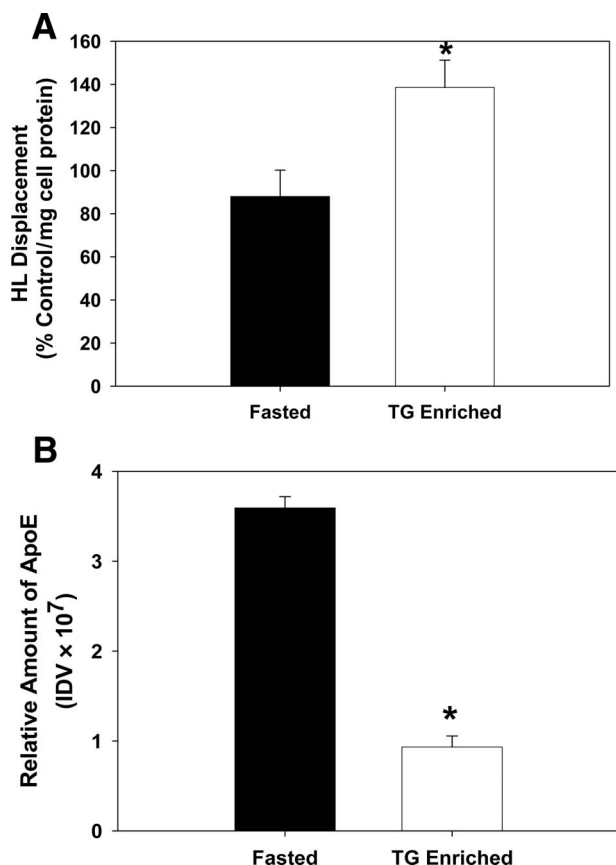 A
HL Displacement
(% Control/mg cell protein)
160
140
120
100
80
60
40
20
0
*
Fasted
TG Enriched
B
Relative Amount of ApoE
(IDV × 10⁷)
4
3
2
1
0
*
Fasted
TG Enriched